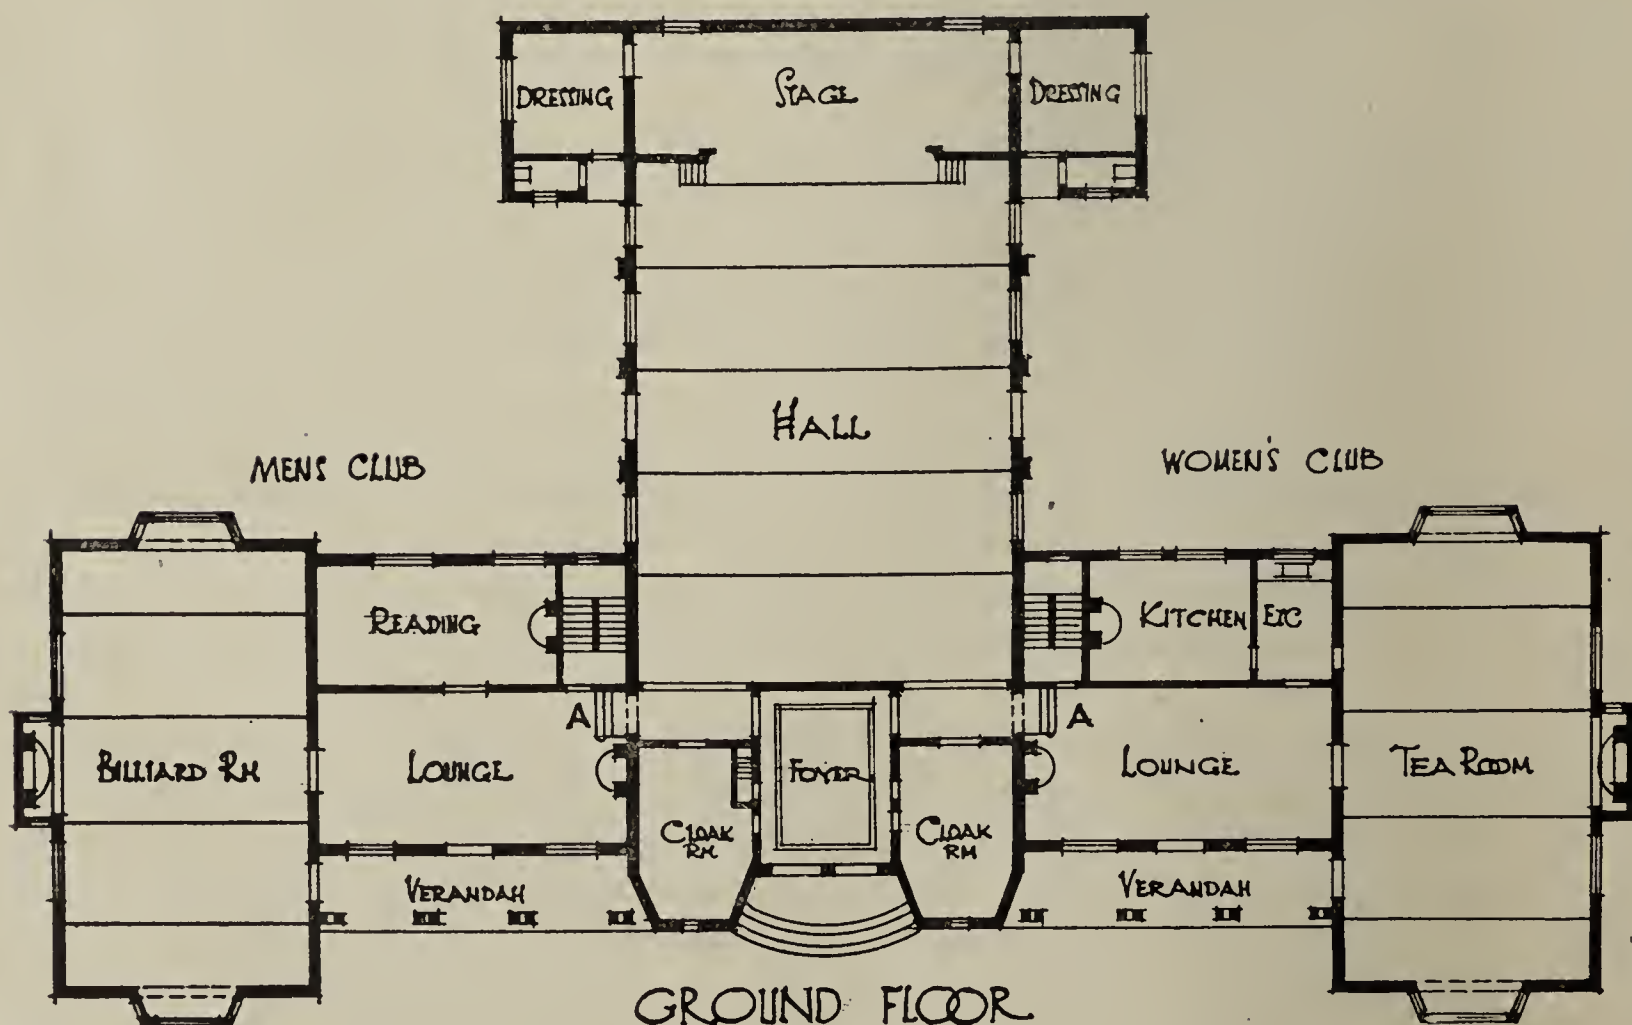 DRESSING
STAGE
DRESSING
HALL
MENS CLUB
WOMEN'S CLUB
READING
KITCHEN
ETC
A
A
BILLIARD RM
LOUNGE
FOYER
LOUNGE
TEA ROOM
CLOAK
RM
CLOAK
RM
VERANDAH
VERANDAH
GROUND FLOOR